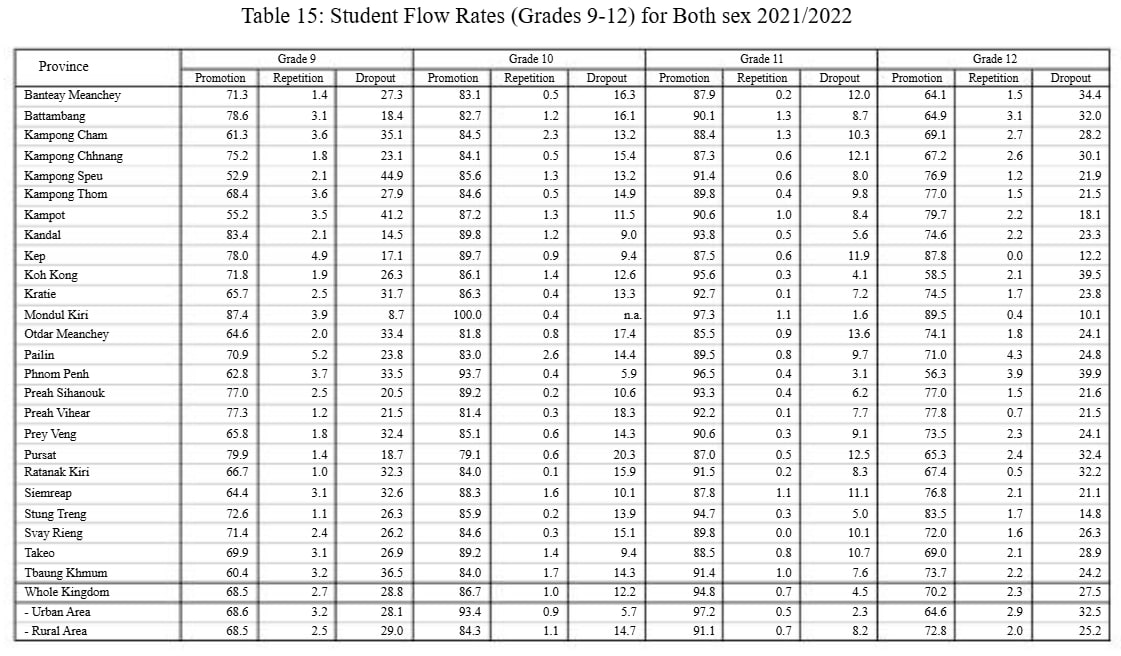 Table 15: Student Flow Rates (Grades 9-12) for Both sex 2021/2022
Province Grade 9 Grade 10 Grade 11 Grade 12
Promotion Repetition Dropout Promotion Repetition Dropout Promotion Repetition Dropout Promotion Repetition Dropout
Banteay Meanchey 71.3 1.4 27.3 83.1 0.5 16.3 87.9 0.2 12.0 64.1 1.5 34.4
Battambang 78.6 3.1 18.4 82.7 1.2 16.1 90.1 1.3 8.7 64.9 3.1 32.0
Kampong Cham 61.3 3.6 35.1 84.5 2.3 13.2 88.4 1.3 10.3 69.1 2.7 28.2
Kampong Chhnang 75.2 1.8 23.1 84.1 0.5 15.4 87.3 0.6 12.1 67.2 2.6 30.1
Kampong Speu 52.9 2.1 44.9 85.6 1.3 13.2 91.4 0.6 8.0 76.9 1.2 21.9
Kampong Thom 68.4 3.6 27.9 84.6 0.5 14.9 89.8 0.4 9.8 77.0 1.5 21.5
Kampot 55.2 3.5 41.2 87.2 1.3 11.5 90.6 1.0 8.4 79.7 2.2 18.1
Kandal 83.4 2.1 14.5 89.8 1.2 9.0 93.8 0.5 5.6 74.6 2.2 23.3
Kep 78.0 4.9 17.1 89.7 0.9 9.4 87.5 0.6 11.9 87.8 0.0 12.2
Koh Kong 71.8 1.9 26.3 86.1 1.4 12.6 95.6 0.3 4.1 58.5 2.1 39.5
Kratie 65.7 2.5 31.7 86.3 0.4 13.3 92.7 0.1 7.2 74.5 1.7 23.8
Mondul Kiri 87.4 3.9 8.7 100.0 0.4 n.a. 97.3 1.1 1.6 89.5 0.4 10.1
Otdar Meanchey 64.6 2.0 33.4 81.8 0.8 17.4 85.5 0.9 13.6 74.1 1.8 24.1
Pailin 70.9 5.2 23.8 83.0 2.6 14.4 89.5 0.8 9.7 71.0 4.3 24.8
Phnom Penh 62.8 3.7 33.5 93.7 0.4 5.9 96.5 0.4 3.1 56.3 3.9 39.9
Preah Sihanouk 77.0 2.5 20.5 89.2 0.2 10.6 93.3 0.4 6.2 77.0 1.5 21.6
Preah Vihear 77.3 1.2 21.5 81.4 0.3 18.3 92.2 0.1 7.7 77.8 0.7 21.5
Prey Veng 65.8 1.8 32.4 85.1 0.6 14.3 90.6 0.3 9.1 73.5 2.3 24.1
Pursat 79.9 1.4 18.7 79.1 0.6 20.3 87.0 0.5 12.5 65.3 2.4 32.4
Ratanak Kiri 66.7 1.0 32.3 84.0 0.1 15.9 91.5 0.2 8.3 67.4 0.5 32.2
Siemreap 64.4 3.1 32.6 88.3 1.6 10.1 87.8 1.1 11.1 76.8 2.1 21.1
Stung Treng 72.6 1.1 26.3 85.9 0.2 13.9 94.7 0.3 5.0 83.5 1.7 14.8
Svay Rieng 71.4 2.4 26.2 84.6 0.3 15.1 89.8 0.0 10.1 72.0 1.6 26.3
Takeo 69.9 3.1 26.9 89.2 1.4 9.4 88.5 0.8 10.7 69.0 2.1 28.9
Tbaung Khmum 60.4 3.2 36.5 84.0 1.7 14.3 91.4 1.0 7.6 73.7 2.2 24.2
Whole Kingdom 68.5 2.7 28.8 86.7 1.0 12.2 94.8 0.7 4.5 70.2 2.3 27.5
- Urban Area 68.6 3.2 28.1 93.4 0.9 5.7 97.2 0.5 2.3 64.6 2.9 32.5
- Rural Area 68.5 2.5 29.0 84.3 1.1 14.7 91.1 0.7 8.2 72.8 2.0 25.2